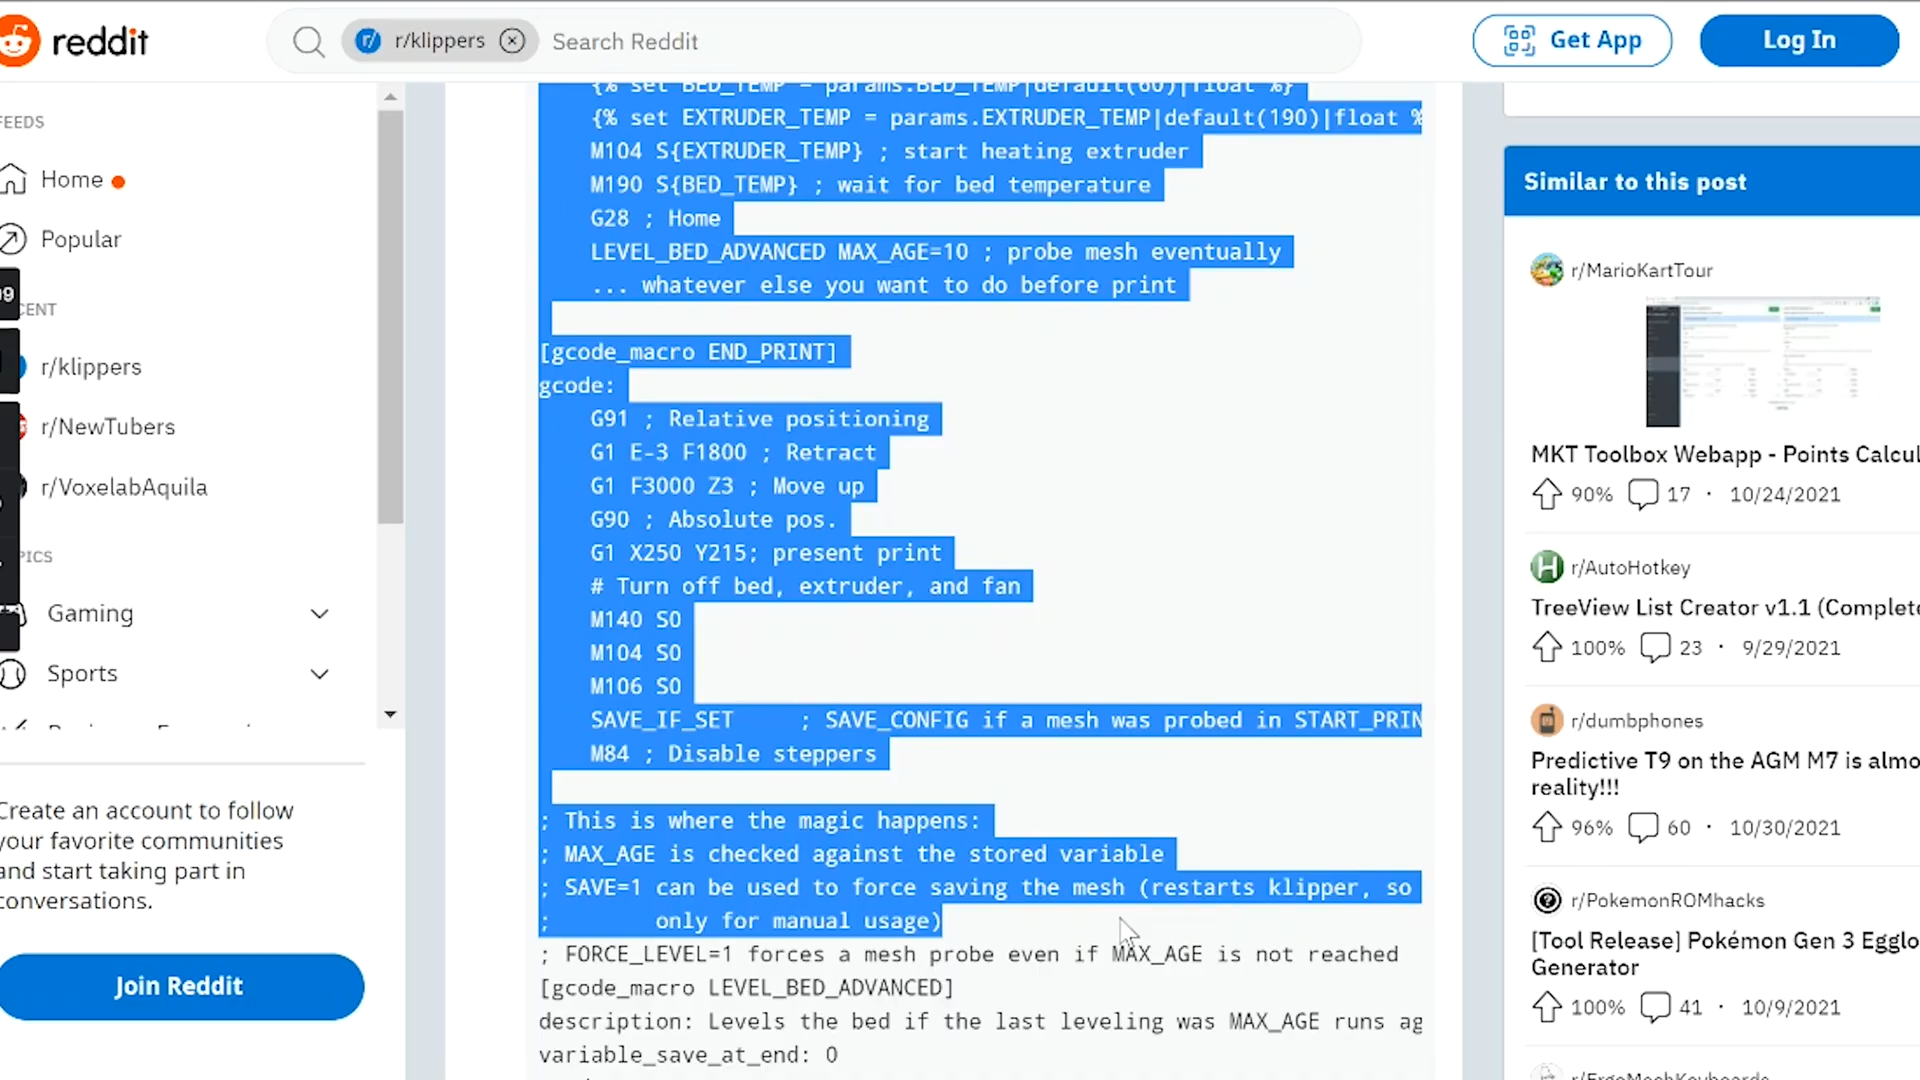 reddit
r/klippers
Search Reddit
Get App
Log In
FEEDS
Home
Popular
r/klippers
r/NewTubers
r/VoxelabAquila
Gaming
Sports
Create an account to follow
your favorite communities
and start taking part in
conversations.
Join Reddit
{% set BED_TEMP = params.BED_TEMP|default(60)|float %}
{% set EXTRUDER_TEMP = params.EXTRUDER_TEMP|default(190)|float %
M104 S{EXTRUDER_TEMP} ; start heating extruder
M190 S{BED_TEMP} ; wait for bed temperature
G28 ; Home
LEVEL_BED_ADVANCED MAX_AGE=10 ; probe mesh eventually
... whatever else you want to do before print
[gcode_macro END_PRINT]
gcode:
G91 ; Relative positioning
G1 E-3 F1800 ; Retract
G1 F3000 Z3 ; Move up
G90 ; Absolute pos.
G1 X250 Y215; present print
# Turn off bed, extruder, and fan
M140 S0
M104 S0
M106 S0
SAVE_IF_SET ; SAVE_CONFIG if a mesh was probed in START_PRIN
M84 ; Disable steppers
; This is where the magic happens:
; MAX_AGE is checked against the stored variable
; SAVE=1 can be used to force saving the mesh (restarts klipper, so
; only for manual usage)
; FORCE_LEVEL=1 forces a mesh probe even if MAX_AGE is not reached
[gcode_macro LEVEL_BED_ADVANCED]
description: Levels the bed if the last leveling was MAX_AGE runs ag
variable_save_at_end: 0
Similar to this post
r/MarioKartTour
MKT Toolbox Webapp - Points Calcul
90% 17 · 10/24/2021
r/AutoHotkey
TreeView List Creator v1.1 (Complete
100% 23 · 9/29/2021
r/dumbphones
Predictive T9 on the AGM M7 is almo
reality!!!
96% 60 · 10/30/2021
r/PokemonROMhacks
[Tool Release] Pokémon Gen 3 Egglo
Generator
100% 41 · 10/9/2021